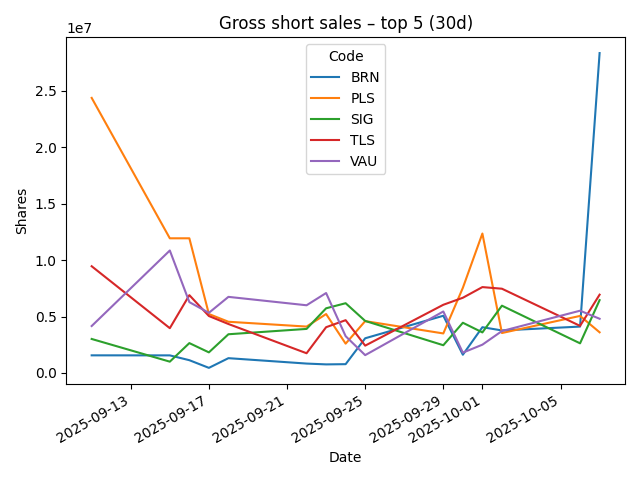 Gross short sales – top 5 (30d)
1e7
Code
BRN
PLS
SIG
TLS
VAU
Shares
2.5
2.0
1.5
1.0
0.5
0.0
2025-09-13
2025-09-17
2025-09-21
2025-09-25
2025-09-29
2025-10-01
2025-10-05
Date